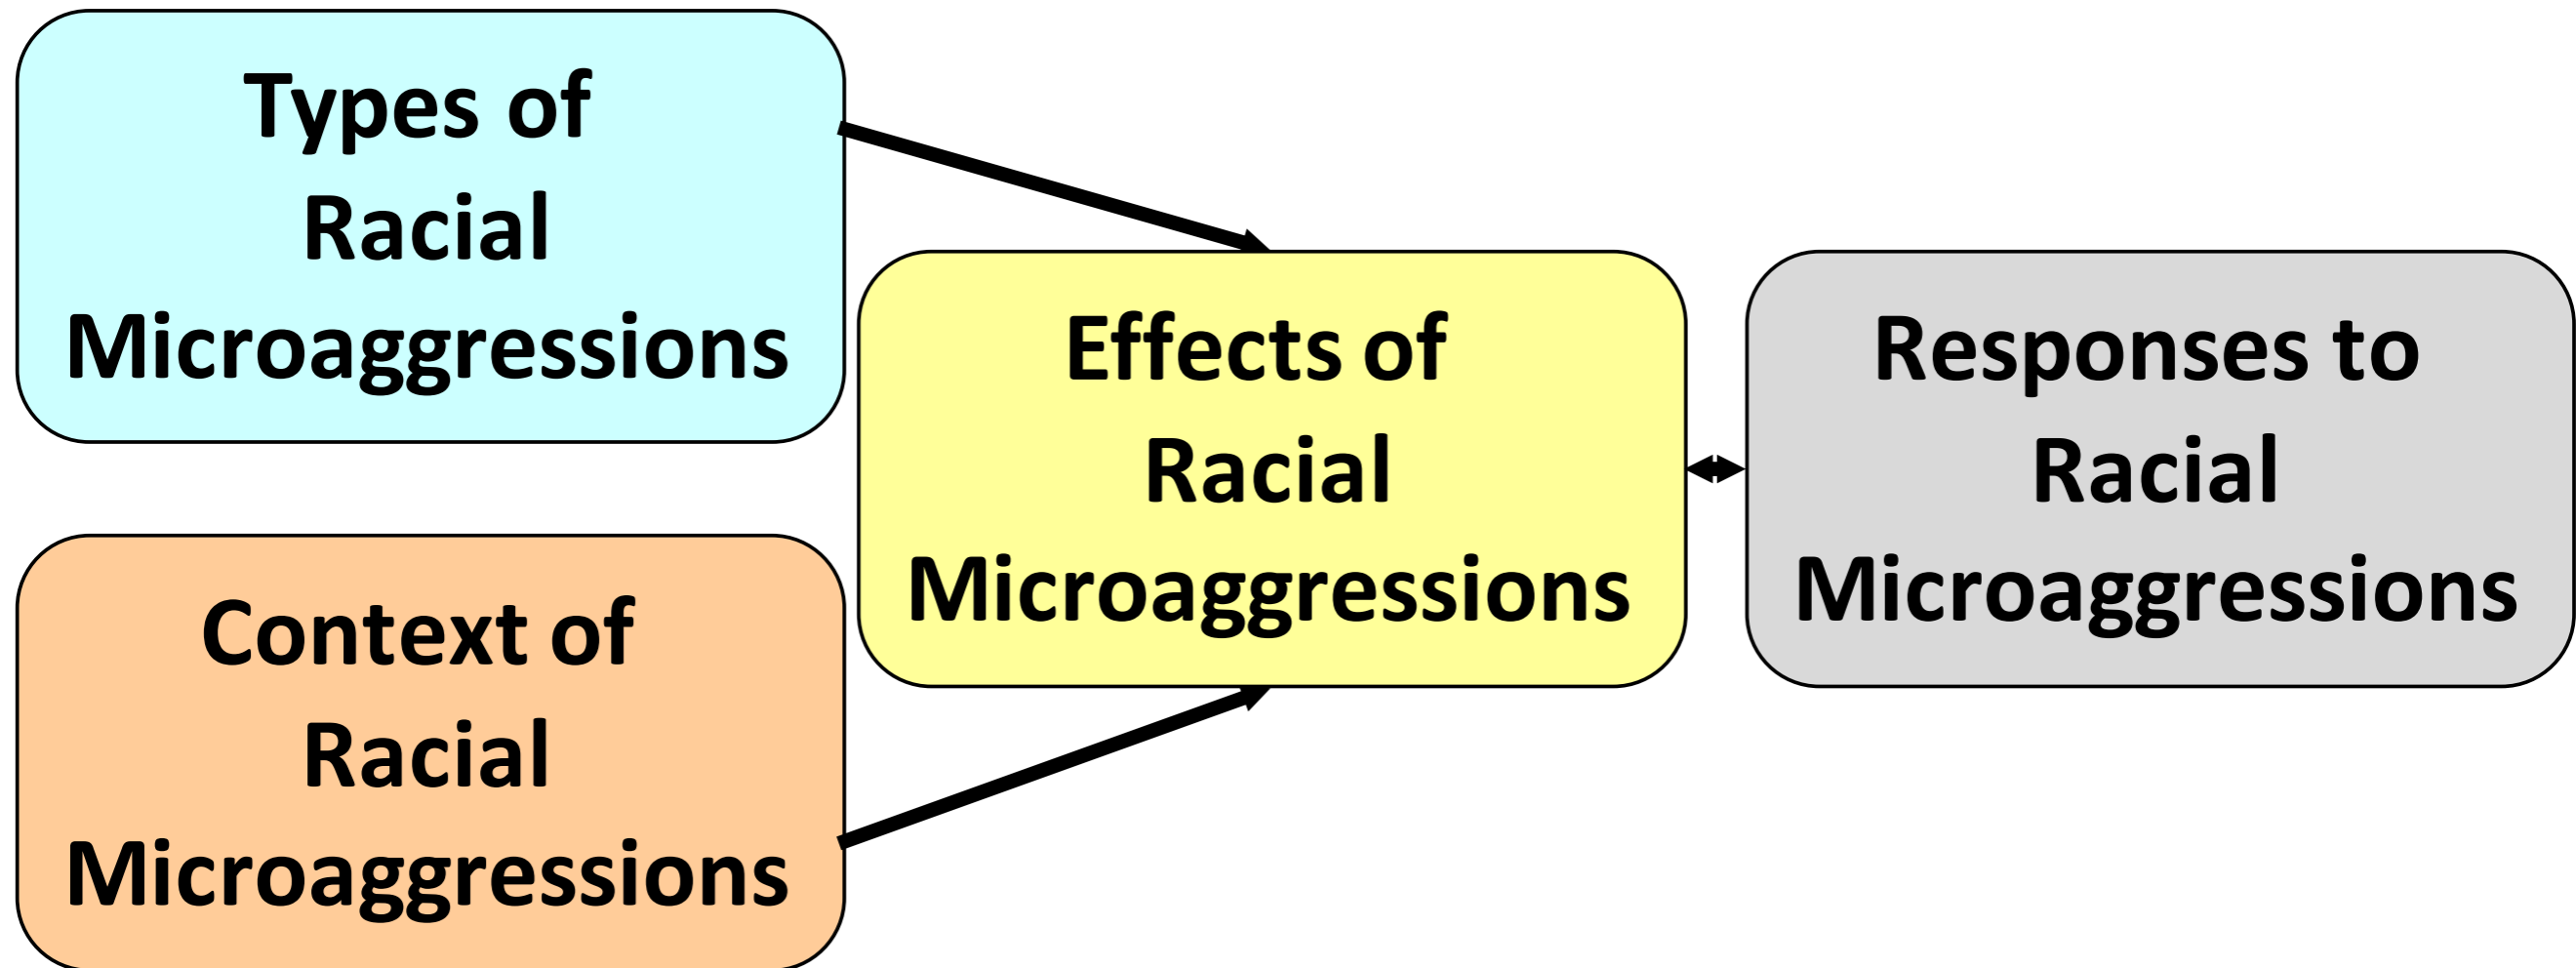 Types of
Racial
Microaggressions
Context of
Racial
Microaggressions
Effects of
Racial
Microaggressions
Responses to
Racial
Microaggressions